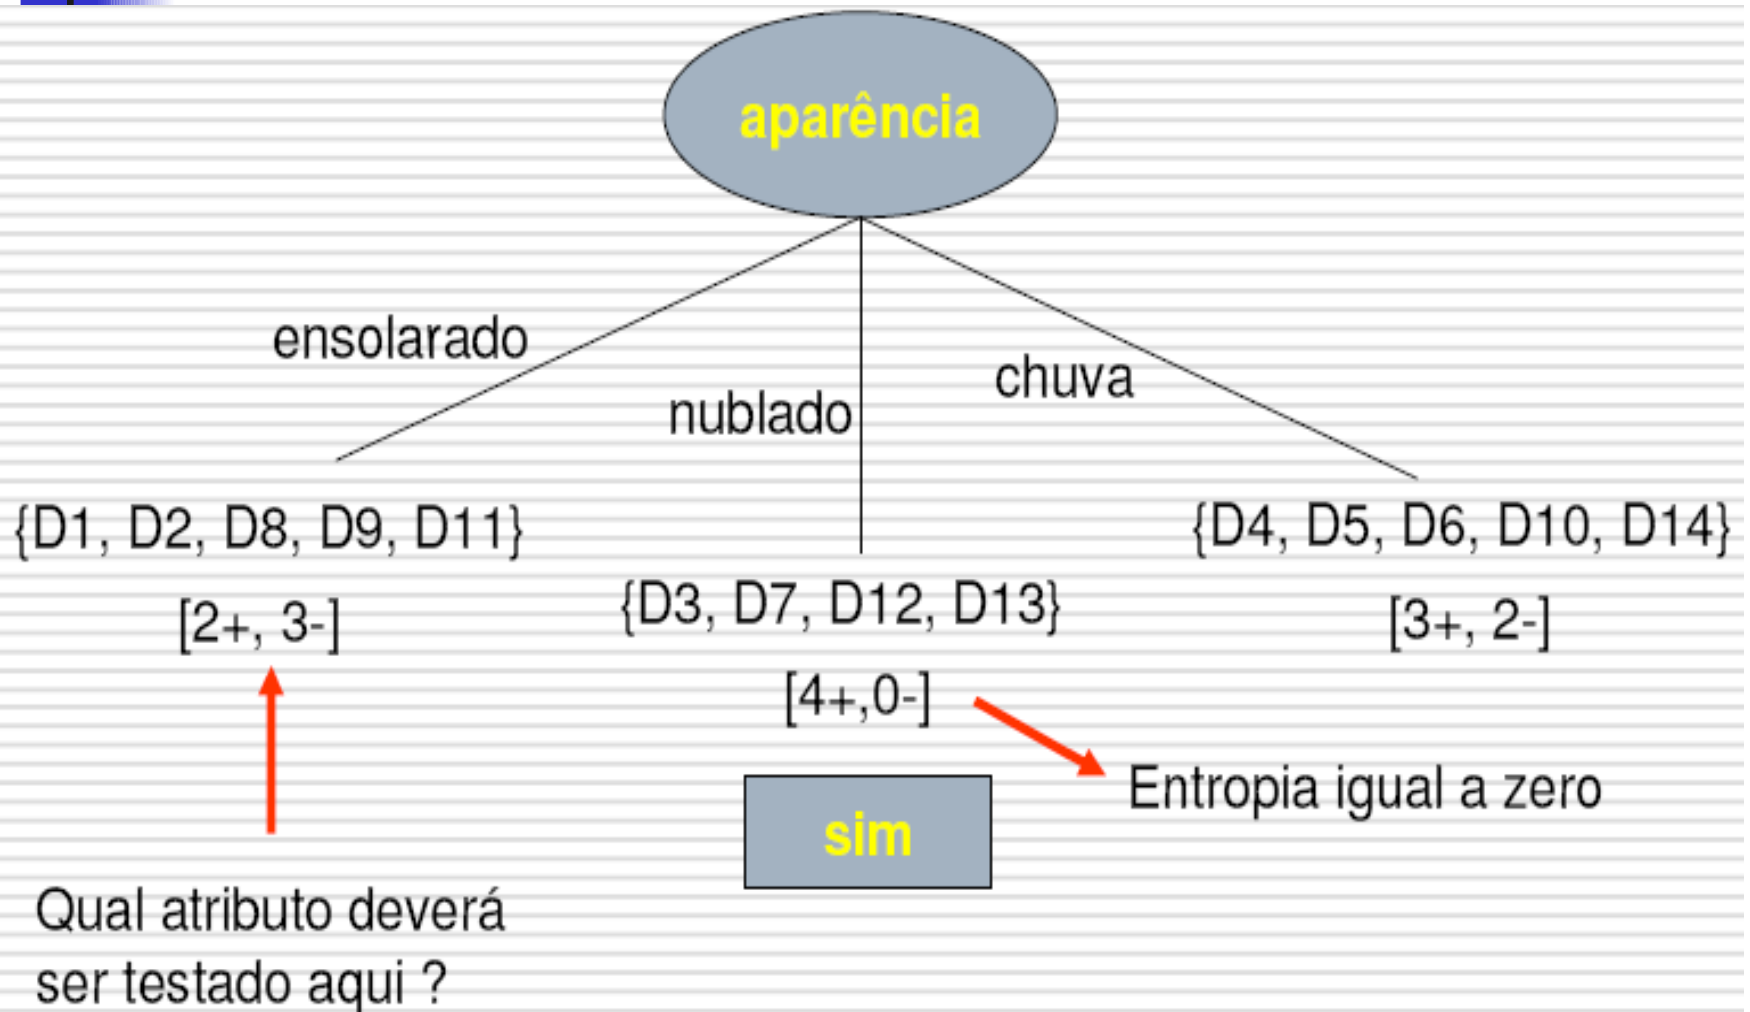 aparência
ensolarado
nublado
chuva
{D1, D2, D8, D9, D11}
[2+, 3-]
{D3, D7, D12, D13}
[4+,0-]
{D4, D5, D6, D10, D14}
[3+, 2-]
Entropia igual a zero
sim
Qual atributo deverá
ser testado aqui ?